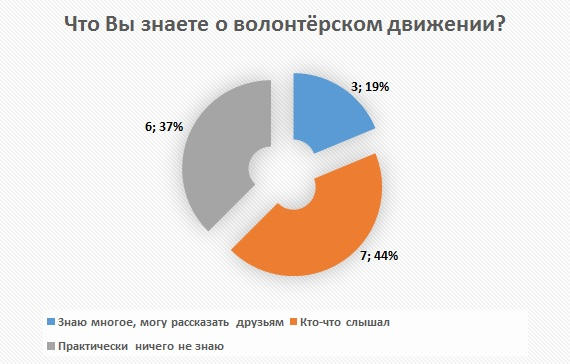 Что Вы знаете о волонтёрском движении?
3; 19%
6; 37%
7; 44%
Знаю многое, могу рассказать друзьям Кто-что слышал
Практически ничего не знаю